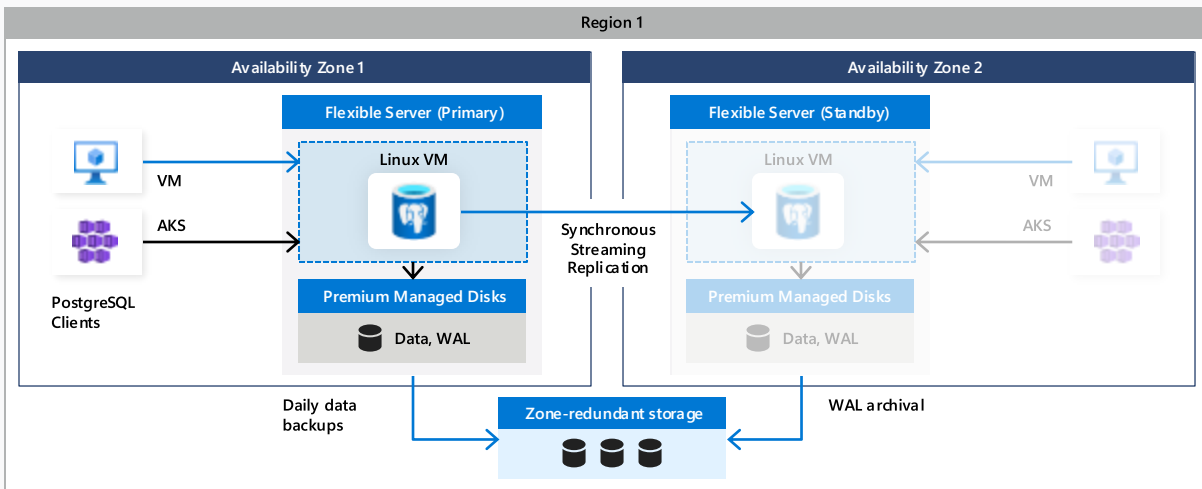 Region 1
Availability Zone 1
Availability Zone 2
Flexible Server (Primary)
Flexible Server (Standby)
Linux VM
Linux VM
VM
VM
AKS
AKS
Synchronous
Streaming
Replication
PostgreSQL
Clients
Premium Managed Disks
Premium Managed Disks
Data, WAL
Data, WAL
Daily data
backups
WAL archival
Zone-redundant storage